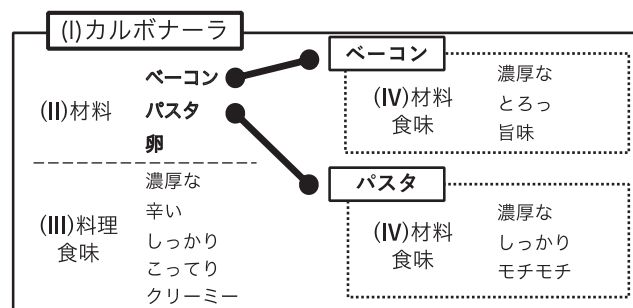 (I)カルボナーラ
(II)材料
ベーコン
パスタ
卵
(III)料理
食味
濃厚な
辛い
しっかり
こってり
クリーミー
ベーコン
(IV)材料
食味
濃厚な
とろっ
旨味
パスタ
(IV)材料
食味
濃厚な
しっかり
モチモチ